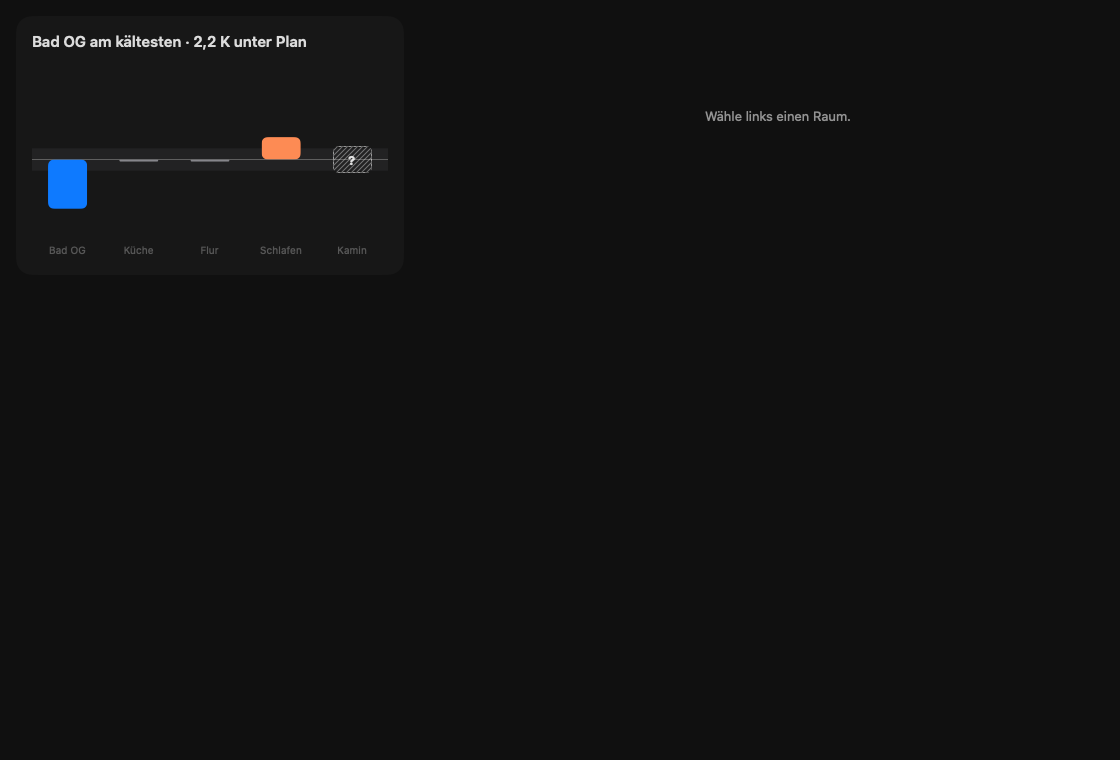 Bad OG am kältesten · 2,2 K unter Plan
Wähle links einen Raum.
?
Bad OG Küche Flur Schlafen Kamin